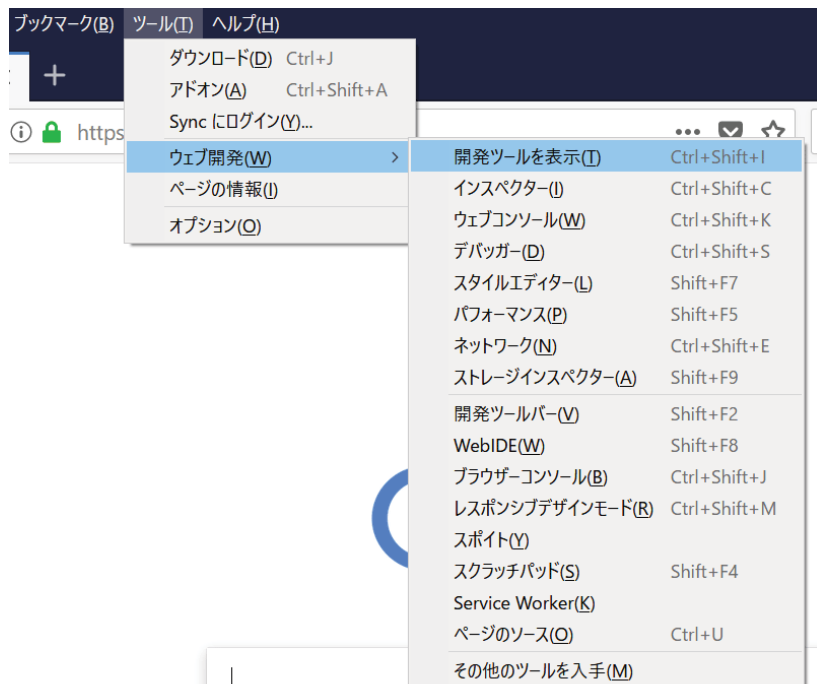 ブックマーク(B) ツール(T) ヘルプ(H)
ダウンロード(D) Ctrl+J
アドオン(A) Ctrl+Shift+A
Sync にログイン(Y)...
https
ウェブ開発(W)
ページの情報(I)
オプション(O)
開発ツールを表示(T) Ctrl+Shift+I
インスペクター(I) Ctrl+Shift+C
ウェブコンソール(W) Ctrl+Shift+K
デバッガー(D) Ctrl+Shift+S
スタイルエディター(L) Shift+F7
パフォーマンス(P) Shift+F5
ネットワーク(N) Ctrl+Shift+E
ストレージインスペクター(A) Shift+F9
開発ツールバー(V) Shift+F2
WebIDE(W) Shift+F8
ブラウザーコンソール(B) Ctrl+Shift+J
レスポンシブデザインモード(R) Ctrl+Shift+M
スポイト(Y)
スクラッチパッド(S) Shift+F4
Service Worker(K)
ページのソース(O) Ctrl+U
その他のツールを入手(M)